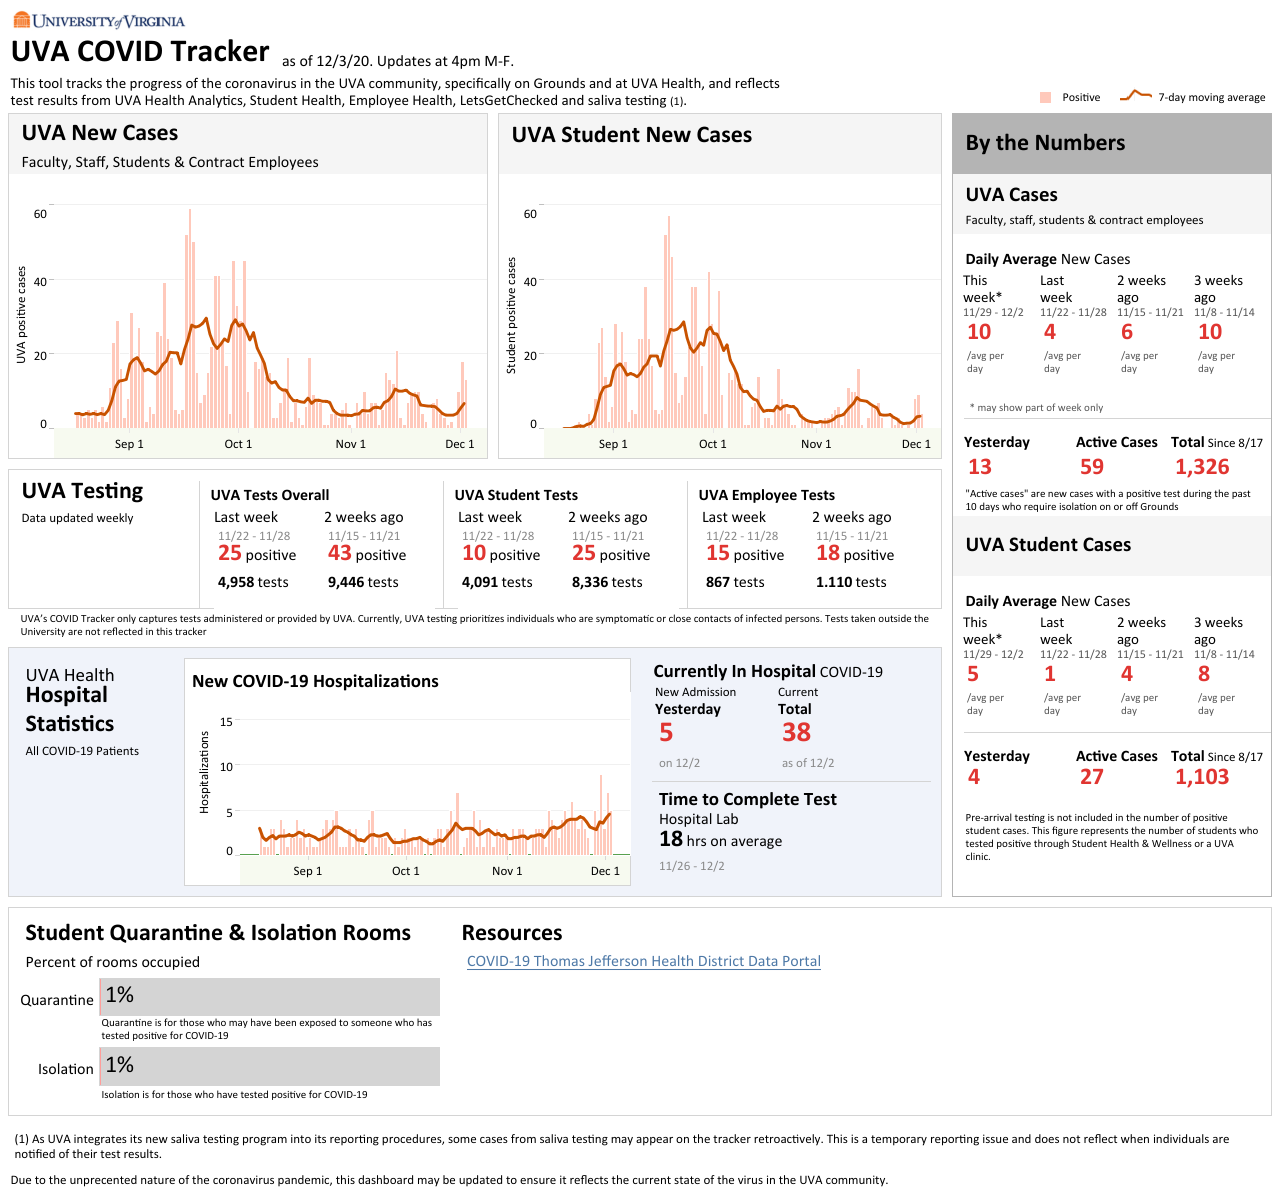 UNIVERSITY of VIRGINIA
UVA COVID Tracker as of 12/3/20. Updates at 4pm M-F.
This tool tracks the progress of the coronavirus in the UVA community, specifically on Grounds and at UVA Health, and reflects
test results from UVA Health Analytics, Student Health, Employee Health, LetsGetChecked and saliva testing (1).
Positive 7-day moving average
UVA New Cases
Faculty, Staff, Students & Contract Employees
UVA positive cases
60
40
20
0
Sep 1 Oct 1 Nov 1 Dec 1
UVA Student New Cases
Student positive cases
60
40
20
0
Sep 1 Oct 1 Nov 1 Dec 1
By the Numbers
UVA Cases
Faculty, staff, students & contract employees
Daily Average New Cases
This week* Last week 2 weeks ago 3 weeks ago
11/29 - 12/2 11/22 - 11/28 11/15 - 11/21 11/8 - 11/14
10 4 6 10
/avg per day /avg per day /avg per day /avg per day
* may show part of week only
Yesterday Active Cases Total Since 8/17
13 59 1,326
"Active cases" are new cases with a positive test during the past
10 days who require isolation on or off Grounds
UVA Student Cases
Daily Average New Cases
This week* Last week 2 weeks ago 3 weeks ago
11/29 - 12/2 11/22 - 11/28 11/15 - 11/21 11/8 - 11/14
5 1 4 8
/avg per day /avg per day /avg per day /avg per day
Yesterday Active Cases Total Since 8/17
4 27 1,103
Pre-arrival testing is not included in the number of positive
student cases. This figure represents the number of students who
tested positive through Student Health & Wellness or a UVA
clinic.
UVA Testing
Data updated weekly
UVA Tests Overall
Last week 2 weeks ago
11/22 - 11/28 11/15 - 11/21
25 positive 43 positive
4,958 tests 9,446 tests
UVA Student Tests
Last week 2 weeks ago
11/22 - 11/28 11/15 - 11/21
10 positive 25 positive
4,091 tests 8,336 tests
UVA Employee Tests
Last week 2 weeks ago
11/22 - 11/28 11/15 - 11/21
15 positive 18 positive
867 tests 1.110 tests
UVA's COVID Tracker only captures tests administered or provided by UVA. Currently, UVA testing prioritizes individuals who are symptomatic or close contacts of infected persons. Tests taken outside the
University are not reflected in this tracker
UVA Health
Hospital
Statistics
All COVID-19 Patients
New COVID-19 Hospitalizations
Hospitalizations
15
10
5
0
Sep 1 Oct 1 Nov 1 Dec 1
Currently In Hospital COVID-19
New Admission Current
Yesterday Total
5 38
on 12/2 as of 12/2
Time to Complete Test
Hospital Lab
18 hrs on average
11/26 - 12/2
Student Quarantine & Isolation Rooms
Percent of rooms occupied
Quarantine 1%
Quarantine is for those who may have been exposed to someone who has
tested positive for COVID-19
Isolation 1%
Isolation is for those who have tested positive for COVID-19
Resources
COVID-19 Thomas Jefferson Health District Data Portal
(1) As UVA integrates its new saliva testing program into its reporting procedures, some cases from saliva testing may appear on the tracker retroactively. This is a temporary reporting issue and does not reflect when individuals are
notified of their test results.
Due to the unprecented nature of the coronavirus pandemic, this dashboard may be updated to ensure it reflects the current state of the virus in the UVA community.